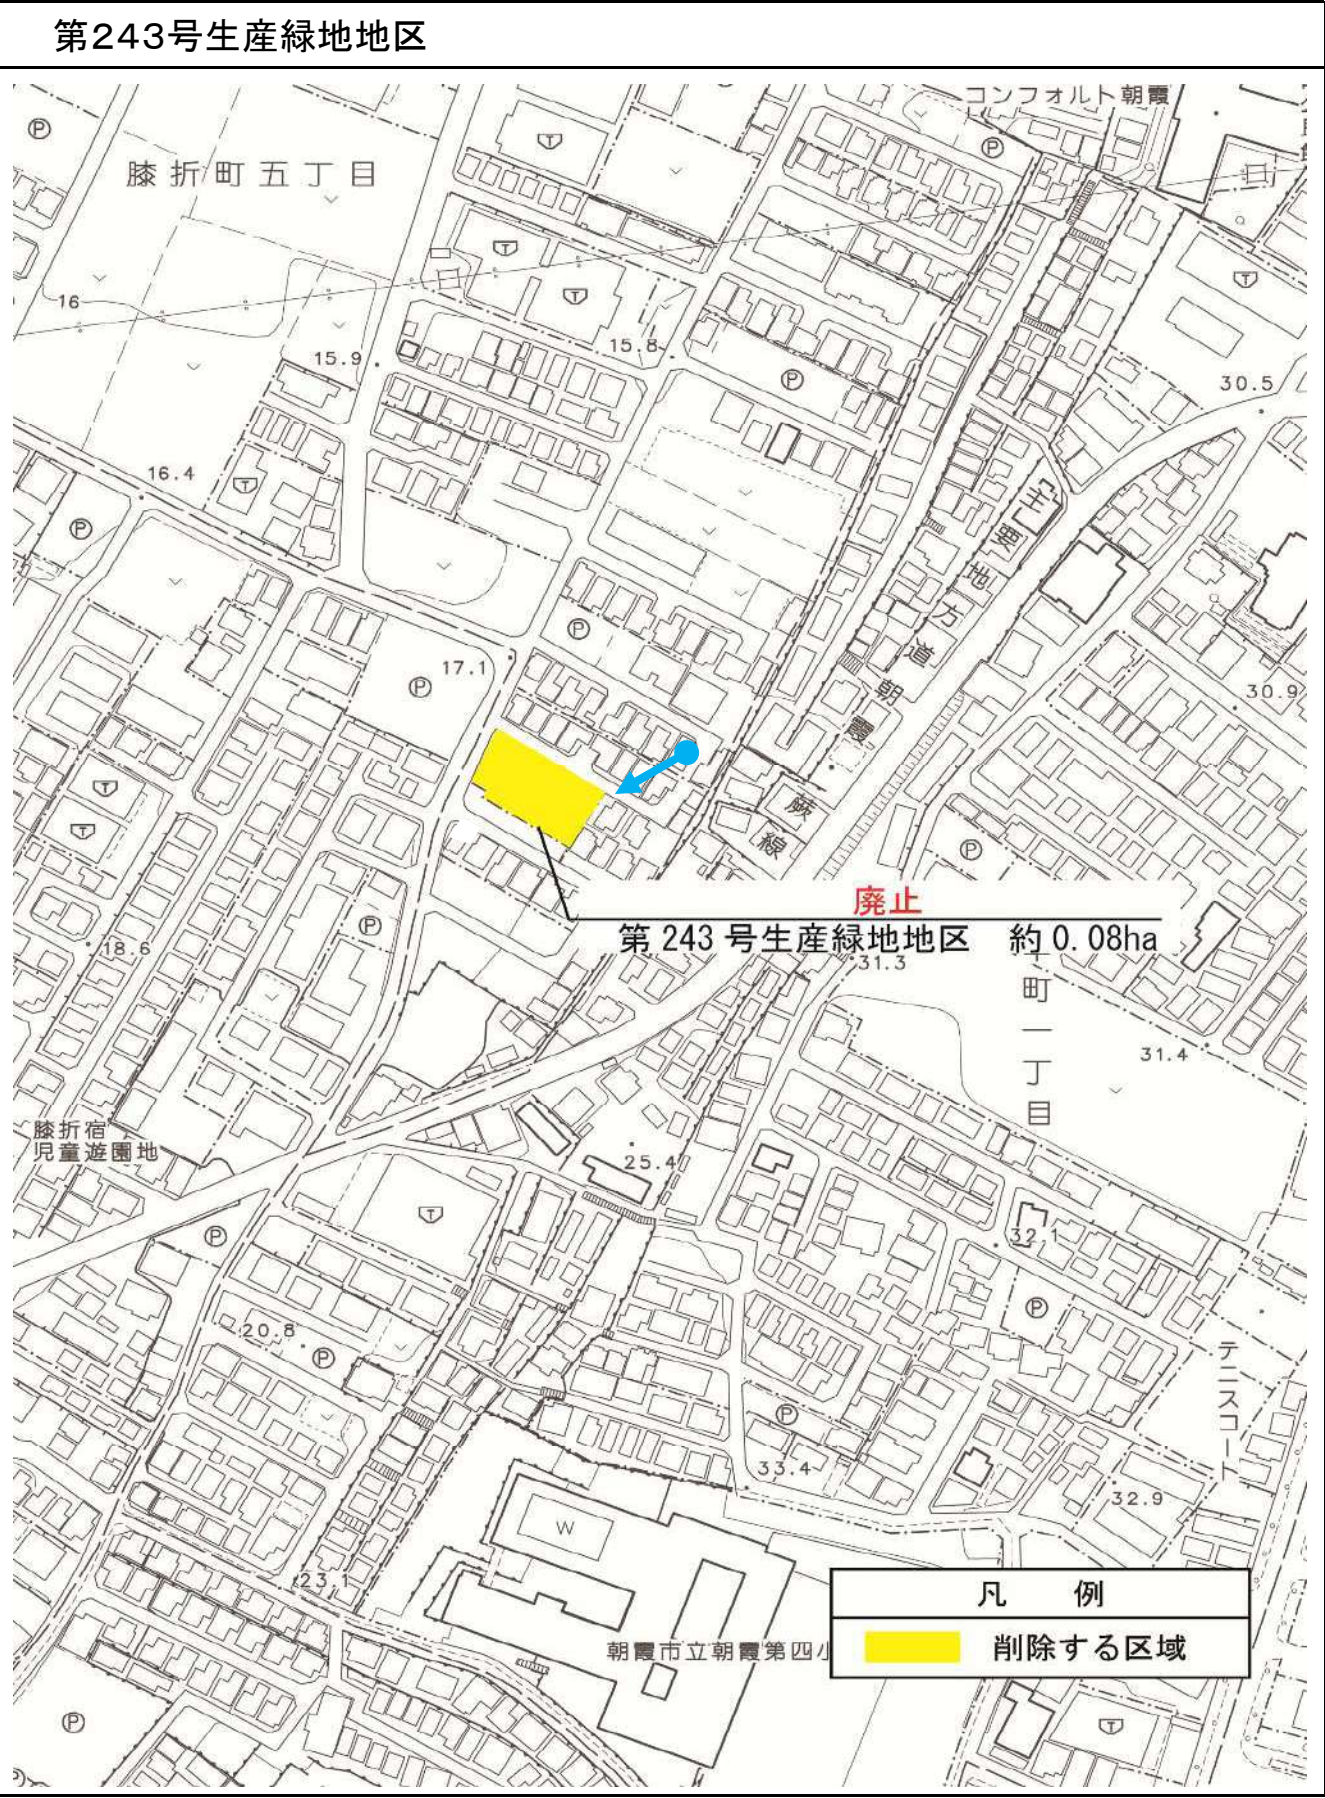 第243号生産緑地地区
コンフォルト朝霞
P
P
T
膝折町五丁目
T
T
T
16
15.9
15.8
P
30.5
16.4
T
P
主要地方道朝霞蕨線
P
17.1
P
30.9
T
T
P
廃止
第 243 号生産緑地地区 約 0.08ha
P
18.6
31.3
町一丁目
31.4
膝折宿
児童遊園地
25.4
T
P
32.1
P
20.8
P
テニスコート
P
33.4
32.9
W
23.1
凡 例
削除する区域
朝霞市立朝霞第四小
P
T
P